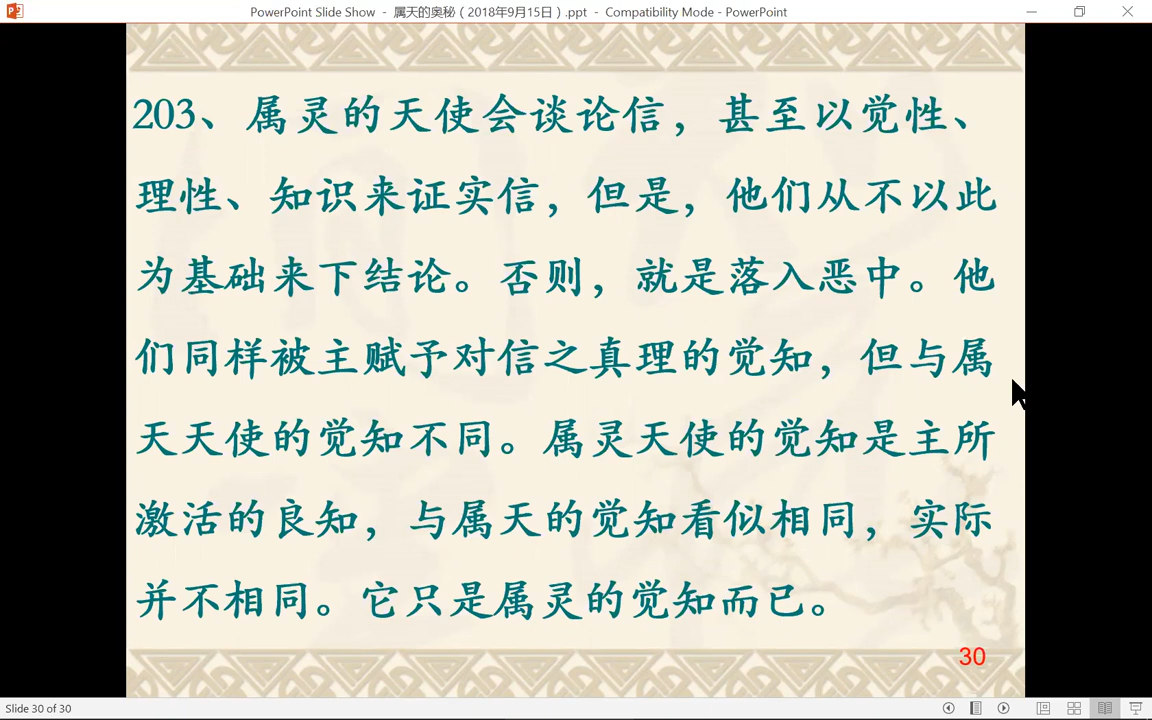 PowerPoint Slide Show - 属天的奥秘（2018年9月15日）.ppt - Compatibility Mode - PowerPoint
203、属灵的天使会谈论信，甚至以觉性、
理性、知识来证实信，但是，他们从不以此
为基础来下结论。否则，就是落入恶中。他
们同样被主赋予对信之真理的觉知，但与属
天天使的觉知不同。属灵天使的觉知是主所
激活的良知，与属天的觉知看似相同，实际
并不相同。它只是属灵的觉知而已。
30
Slide 30 of 30